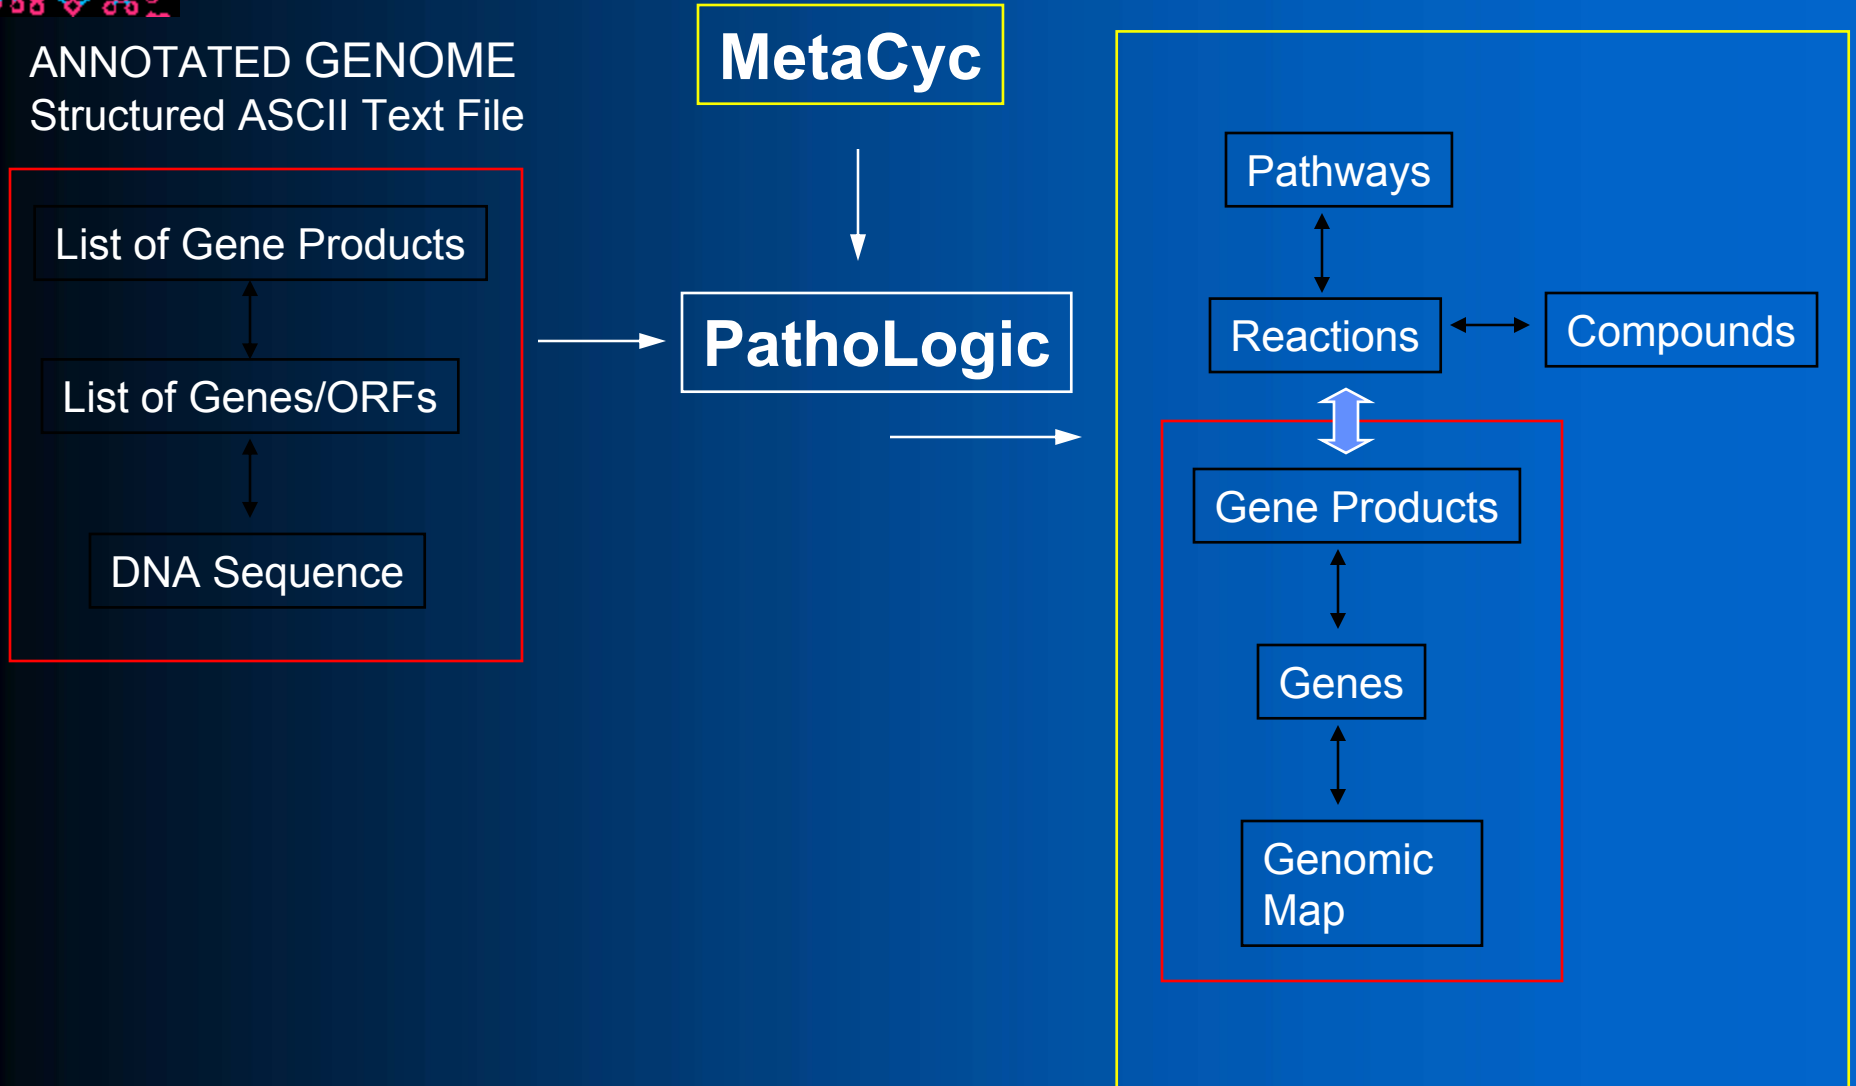 ANNOTATED GENOME
Structured ASCII Text File
List of Gene Products
List of Genes/ORFs
DNA Sequence
MetaCyc
PathoLogic
Pathways
Reactions
Compounds
Gene Products
Genes
Genomic
Map